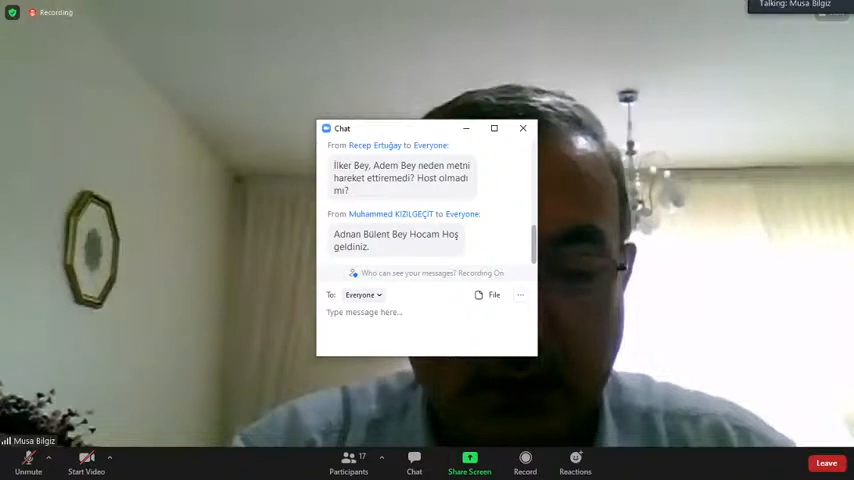 Recording
Talking: Musa Bilgiz
Chat
From Recep Ertuğay to Everyone:
İlker Bey, Adem Bey neden metni
hareket ettiremedi? Host olmadı
mı?
From Muhammed KIZILGEÇİT to Everyone:
Adnan Bülent Bey Hocam Hoş
geldiniz.
Who can see your messages? Recording On
To: Everyone
File
Type message here...
Musa Bilgiz
Unmute
Start Video
Participants
17
Chat
Share Screen
Record
Reactions
Leave